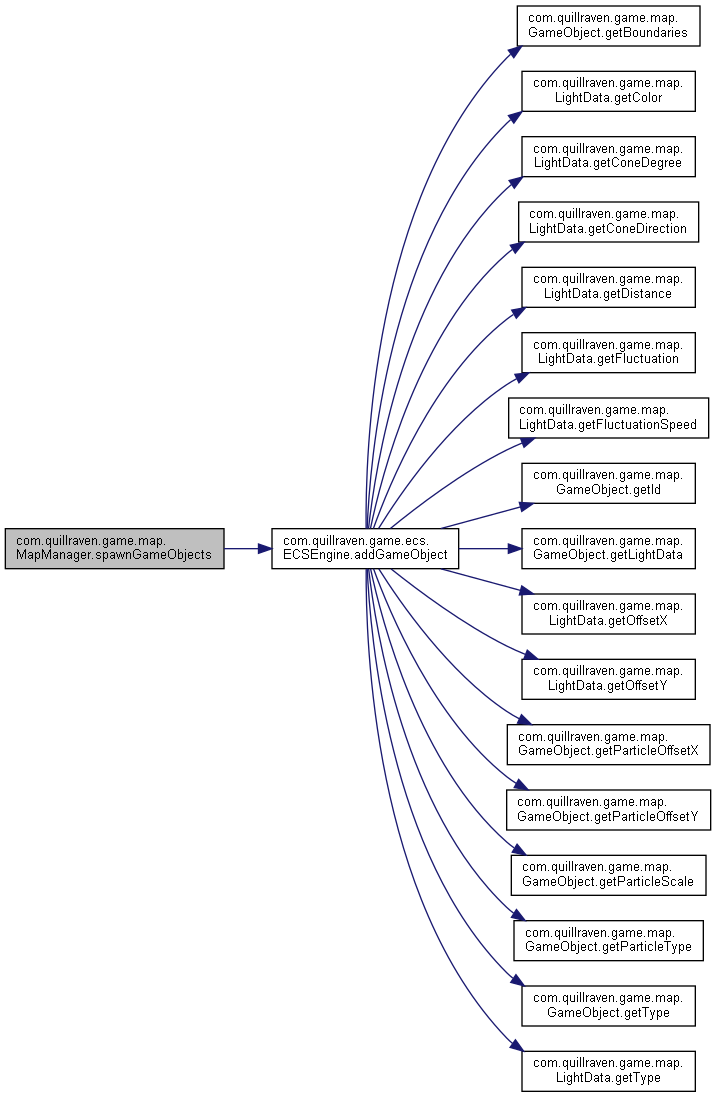 com.quillraven.game.map.
GameObject.getBoundaries
com.quillraven.game.map.
LightData.getColor
com.quillraven.game.map.
LightData.getConeDegree
com.quillraven.game.map.
LightData.getConeDirection
com.quillraven.game.map.
LightData.getDistance
com.quillraven.game.map.
LightData.getFluctuation
com.quillraven.game.map.
LightData.getFluctuationSpeed
com.quillraven.game.map.
GameObject.getId
com.quillraven.game.map.
MapManager.spawnGameObjects
com.quillraven.game.ecs.
ECSEngine.addGameObject
com.quillraven.game.map.
GameObject.getLightData
com.quillraven.game.map.
LightData.getOffsetX
com.quillraven.game.map.
LightData.getOffsetY
com.quillraven.game.map.
GameObject.getParticleOffsetX
com.quillraven.game.map.
GameObject.getParticleOffsetY
com.quillraven.game.map.
GameObject.getParticleScale
com.quillraven.game.map.
GameObject.getParticleType
com.quillraven.game.map.
GameObject.getType
com.quillraven.game.map.
LightData.getType